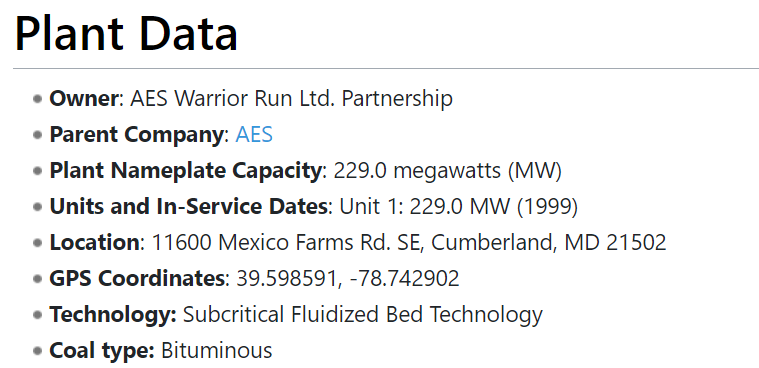 Plant Data
Owner: AES Warrior Run Ltd. Partnership
Parent Company: AES
Plant Nameplate Capacity: 229.0 megawatts (MW)
Units and In-Service Dates: Unit 1: 229.0 MW (1999)
Location: 11600 Mexico Farms Rd. SE, Cumberland, MD 21502
GPS Coordinates: 39.598591, -78.742902
Technology: Subcritical Fluidized Bed Technology
Coal type: Bituminous